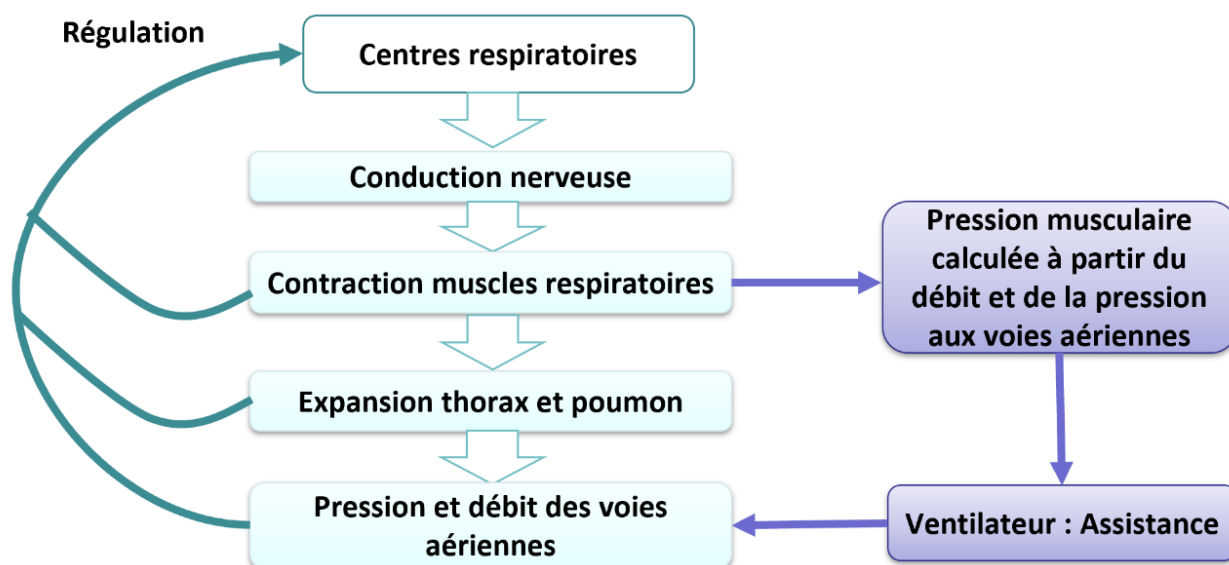 Régulation
Centres respiratoires
Conduction nerveuse
Contraction muscles respiratoires
Expansion thorax et poumon
Pression et débit des voies
aériennes
Pression musculaire
calculée à partir du
débit et de la pression
aux voies aériennes
Ventilateur : Assistance